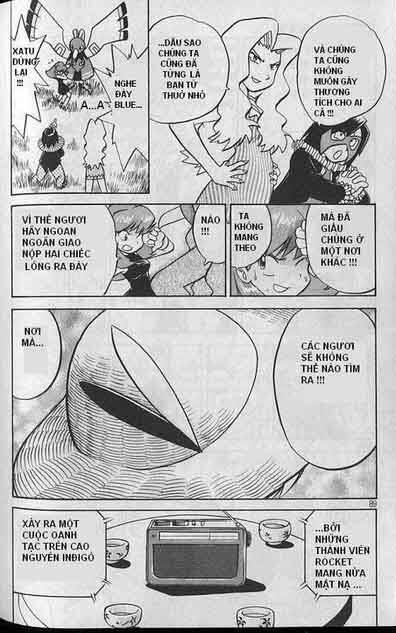 VÀ CHÚNG
TA CŨNG
KHÔNG
MUỐN GÂY
THƯƠNG
TÍCH CHO AI
CẢ !!!
...DẦU SAO
CHÚNG TA
CŨNG ĐÃ
TỪNG LÀ
BẠN TỪ
THUỞ NHỎ
NGHE
ĐÂY
BLUE...
A...A
XATU
DỪNG
LẠI
!!!
MÀ ĐÃ
GIẤU
CHÚNG Ở
MỘT NƠI
KHÁC !!!
TA
KHÔNG
MANG
THEO
NÀO
!!!
VÌ THẾ NGƯƠI
HÃY NGOAN
NGOÃN GIAO
NỘP HAI CHIẾC
LÔNG RA ĐÂY
CÁC NGƯƠI
SẼ KHÔNG
THỂ NÀO TÌM
RA !!!
NƠI
MÀ...
89
...BỞI
NHỮNG
THÀNH VIÊN
ROCKET
MANG NỬA
MẶT NẠ ...
XẢY RA MỘT
CUỘC OANH
TẠC TRÊN CAO
NGUYÊN INĐIGÔ